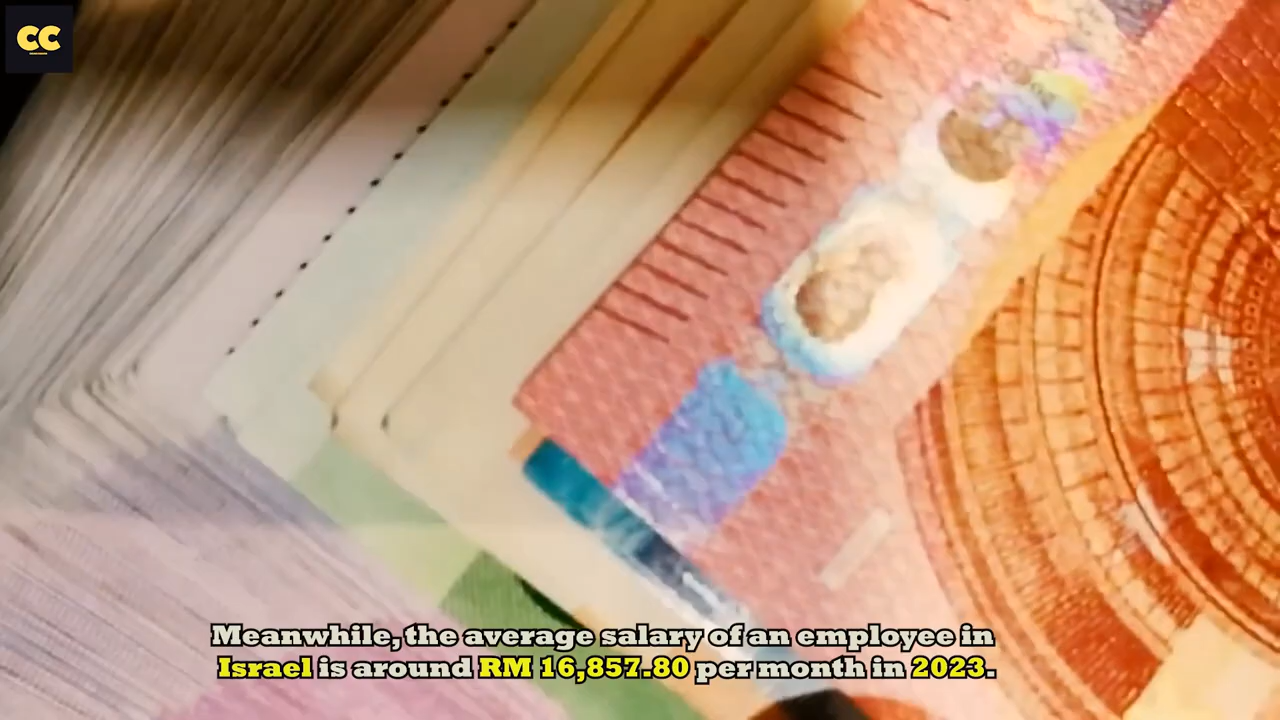 CC
Meanwhile, the average salary of an employee in
Israel is around RM 16,857.80 per month in 2023.